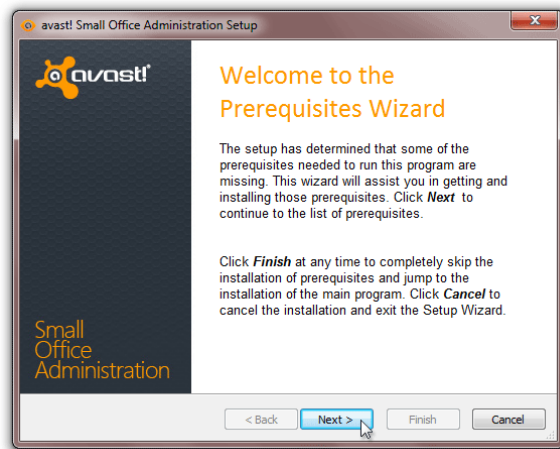 avast! Small Office Administration Setup
avast!
Welcome to the
Prerequisites Wizard
The setup has determined that some of the
prerequisites needed to run this program are
missing. This wizard will assist you in getting and
installing those prerequisites. Click Next to
continue to the list of prerequisites.
Click Finish at any time to completely skip the
installation of prerequisites and jump to the
installation of the main program. Click Cancel to
cancel the installation and exit the Setup Wizard.
Small
Office
Administration
< Back
Next >
Finish
Cancel